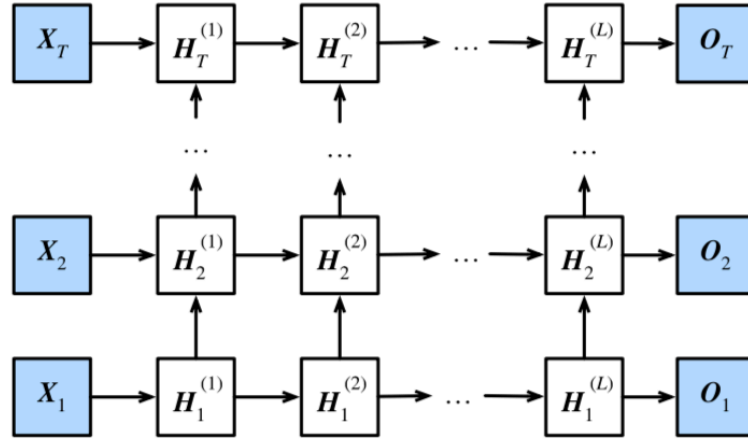 X_T H_T^(1) H_T^(2) … H_T^(L) O_T
… … …
X_2 H_2^(1) H_2^(2) … H_2^(L) O_2
X_1 H_1^(1) H_1^(2) … H_1^(L) O_1